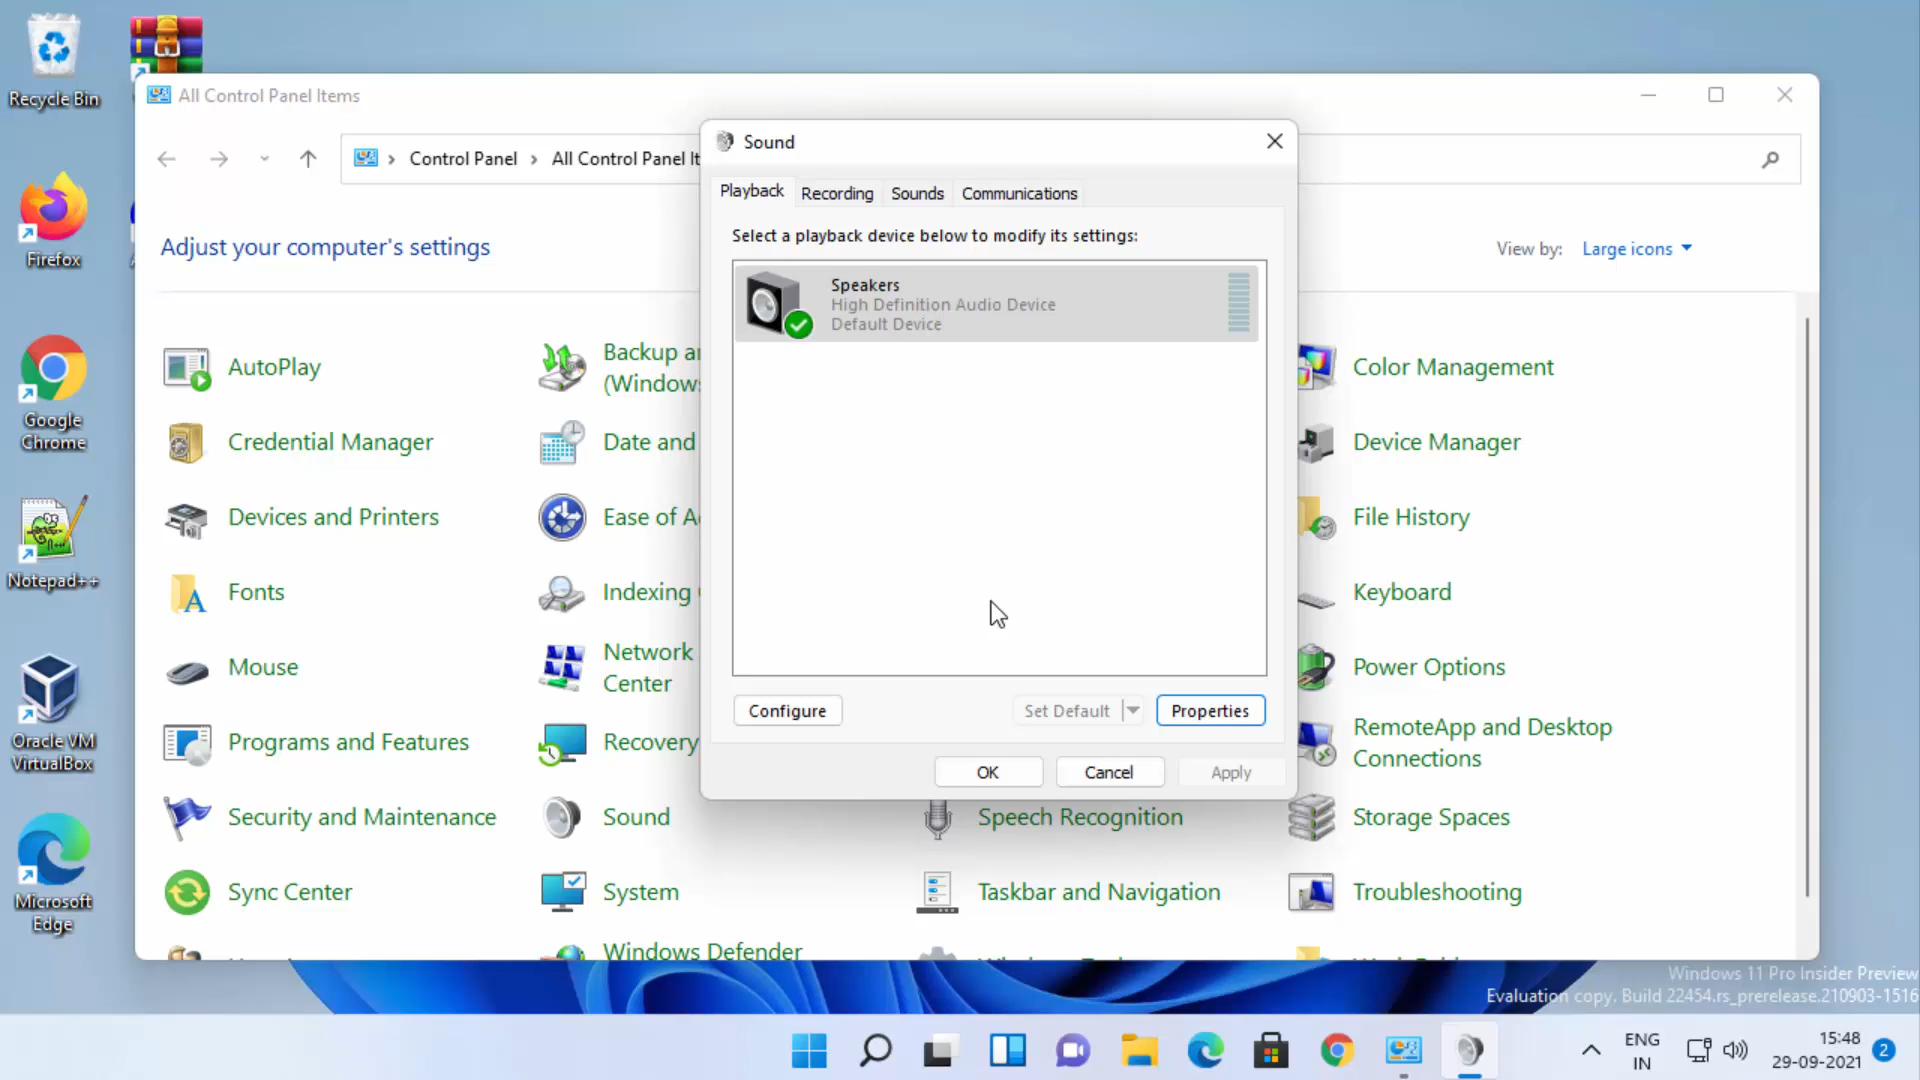 Recycle Bin
Firefox
Google
Chrome
Notepad++
Oracle VM
VirtualBox
Microsoft
Edge
All Control Panel Items
Control Panel
All Control Panel It
Adjust your computer's settings
View by:
Large icons
AutoPlay
Backup a
(Window
Color Management
Credential Manager
Date and
Device Manager
Devices and Printers
Ease of A
File History
Fonts
Indexing
Keyboard
Mouse
Network
Center
Power Options
Programs and Features
Recovery
RemoteApp and Desktop
Connections
Security and Maintenance
Sound
Speech Recognition
Storage Spaces
Sync Center
System
Taskbar and Navigation
Troubleshooting
Windows Defender
Sound
Playback
Recording
Sounds
Communications
Select a playback device below to modify its settings:
Speakers
High Definition Audio Device
Default Device
Configure
Set Default
Properties
OK
Cancel
Apply
Windows 11 Pro Insider Preview
Evaluation copy. Build 22454.rs_prerelease.210903-1516
ENG
IN
15:48
29-09-2021
2